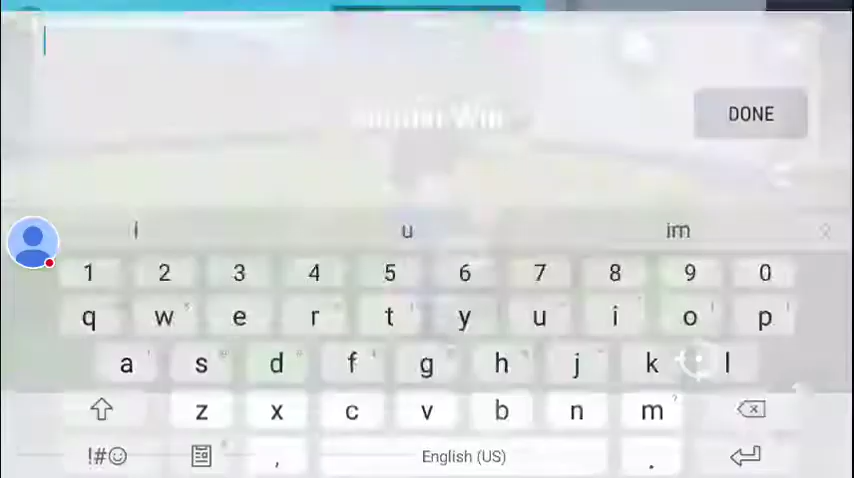 DONE
i u im
1 2 3 4 5 6 7 8 9 0
q w e r t y u i o p
a s d f g h j k l
z x c v b n m ?
!#☺ , English (US) .